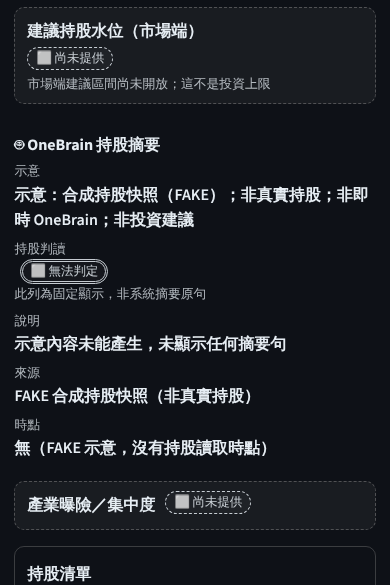 建議持股水位（市場端）
尚未提供
市場端建議區間尚未開放；這不是投資上限
OneBrain 持股摘要
示意
示意：合成持股快照（FAKE）；非真實持股；非即
時 OneBrain；非投資建議
持股判讀
無法判定
此列為固定顯示，非系統摘要原句
說明
示意內容未能產生，未顯示任何摘要句
來源
FAKE 合成持股快照（非真實持股）
時點
無（FAKE 示意，沒有持股讀取時點）
產業曝險／集中度 尚未提供
持股清單